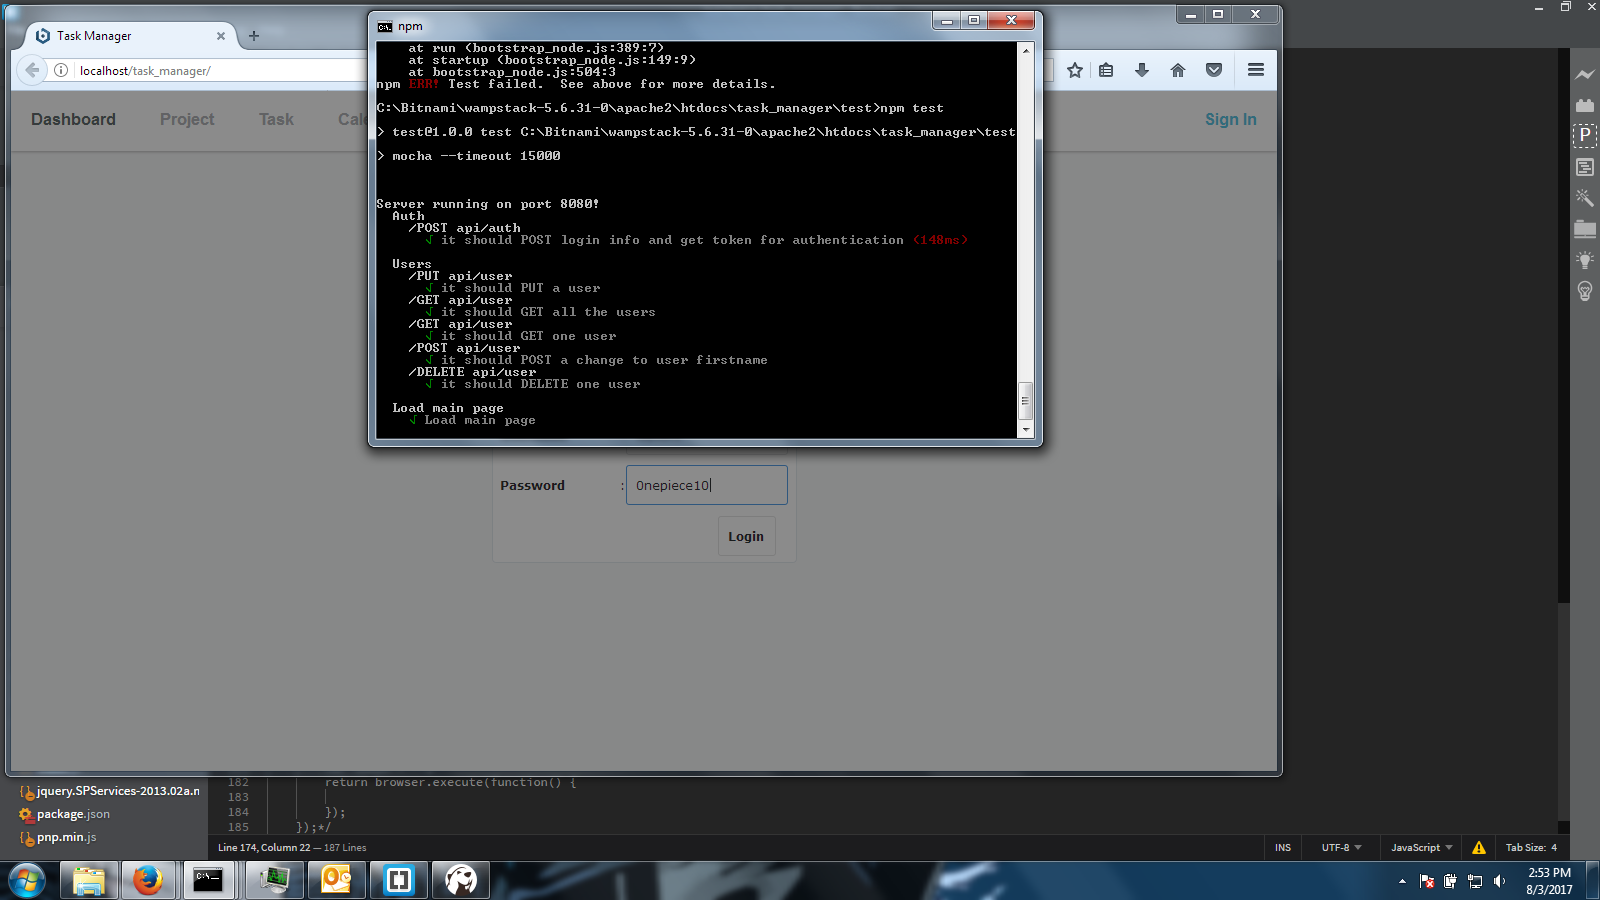 Task Manager
localhost/task_manager/
Dashboard
Project
Task
Sign In
npm
at run (bootstrap_node.js:389:7)
at startup (bootstrap_node.js:149:9)
at bootstrap_node.js:504:3
npm ERR! Test failed.  See above for more details.
C:\Bitnami\wampstack-5.6.31-0\apache2\htdocs\task_manager\test>npm test
> test@1.0.0 test C:\Bitnami\wampstack-5.6.31-0\apache2\htdocs\task_manager\test
> mocha --timeout 15000
Server running on port 8080!
Auth
/POST api/auth
√ it should POST login info and get token for authentication (148ms)
Users
/PUT api/user
√ it should PUT a user
/GET api/user
√ it should GET all the users
/GET api/user
√ it should GET one user
/POST api/user
√ it should POST a change to user firstname
/DELETE api/user
√ it should DELETE one user
Load main page
√ Load main page
Password : 0nepiece10
Login
182 return browser.execute(function() {
183
184 });
185 });*/
jquery.SPServices-2013.02a.n
package.json
pnp.min.js
Line 174, Column 22 — 187 Lines
INS
UTF-8
JavaScript
Tab Size: 4
2:53 PM
8/3/2017